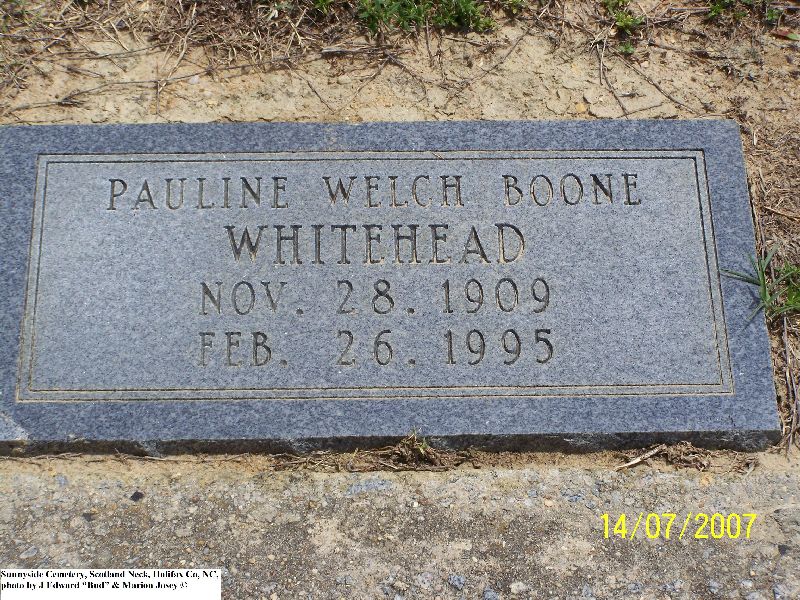 PAULINE WELCH BOONE
WHITEHEAD
NOV. 28. 1909
FEB. 26. 1995
14/07/2007
Sunnyside Cemetery, Scotland Neck, Halifax Co, NC,
photo by J Edward "Bud" & Marion Josey ©